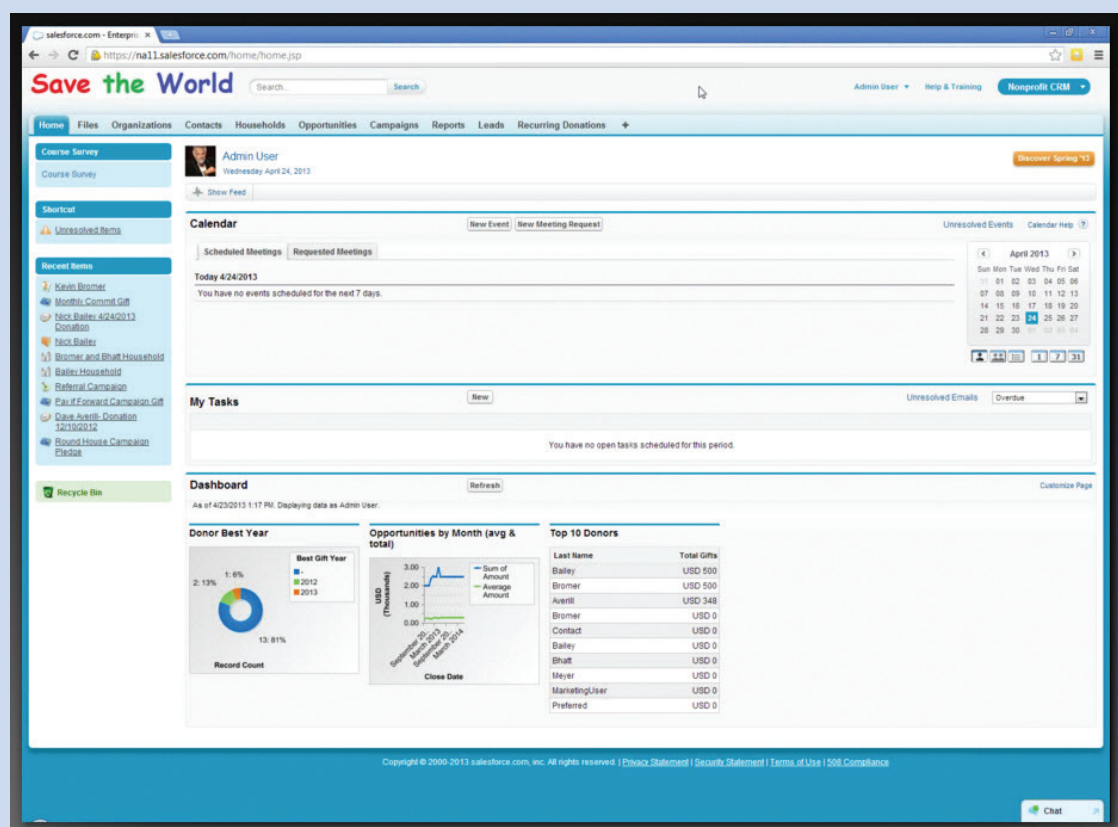 salesforce.com - Enterpris
https://na11.salesforce.com/home/home.jsp
Save the World
Search...
Search
Admin User
Help & Training
Nonprofit CRM
Home Files Organizations Contacts Households Opportunities Campaigns Reports Leads Recurring Donations +
Course Survey
Course Survey
Shortcut
Unresolved Items
Recent Items
Kevin Bromer
Monthly Commit Gift
Nick Bailey 4/24/2013
Donation
Nick Bailey
Bromer and Bhatt Household
Bailey Household
Referral Campaign
Pay If Forward Campaign Gift
Dave Averill- Donation
12/10/2012
Round House Campaign
Pledge
Recycle Bin
Admin User
Wednesday April 24, 2013
Discover Spring '13
Show Feed
Calendar
New Event
New Meeting Request
Unresolved Events
Calendar Help ?
Scheduled Meetings
Requested Meetings
Today 4/24/2013
You have no events scheduled for the next 7 days.
April 2013
Sun Mon Tue Wed Thu Fri Sat
31 01 02 03 04 05 06
07 08 09 10 11 12 13
14 15 16 17 18 19 20
21 22 23 24 25 26 27
28 29 30 01 02 03 04
1 7 31
My Tasks
New
Unresolved Emails
Overdue
You have no open tasks scheduled for this period.
Dashboard
Refresh
Customize Page
As of 4/23/2013 1:17 PM. Displaying data as Admin User.
Donor Best Year
Best Gift Year
-
2012
2013
1: 6%
2: 13%
13: 81%
Record Count
Opportunities by Month (avg &
total)
USD
(Thousands)
3.00
2.00
1.00
0.00
Sum of
Amount
Average
Amount
September 20...
March 2013
September 20...
March 2014
Close Date
Top 10 Donors
Last Name Total Gifts
Bailey USD 500
Bromer USD 500
Averill USD 348
Bromer USD 0
Contact USD 0
Bailey USD 0
Bhatt USD 0
Meyer USD 0
MarketingUser USD 0
Preferred USD 0
Copyright © 2000-2013 salesforce.com, inc. All rights reserved. | Privacy Statement | Security Statement | Terms of Use | 508 Compliance
Chat